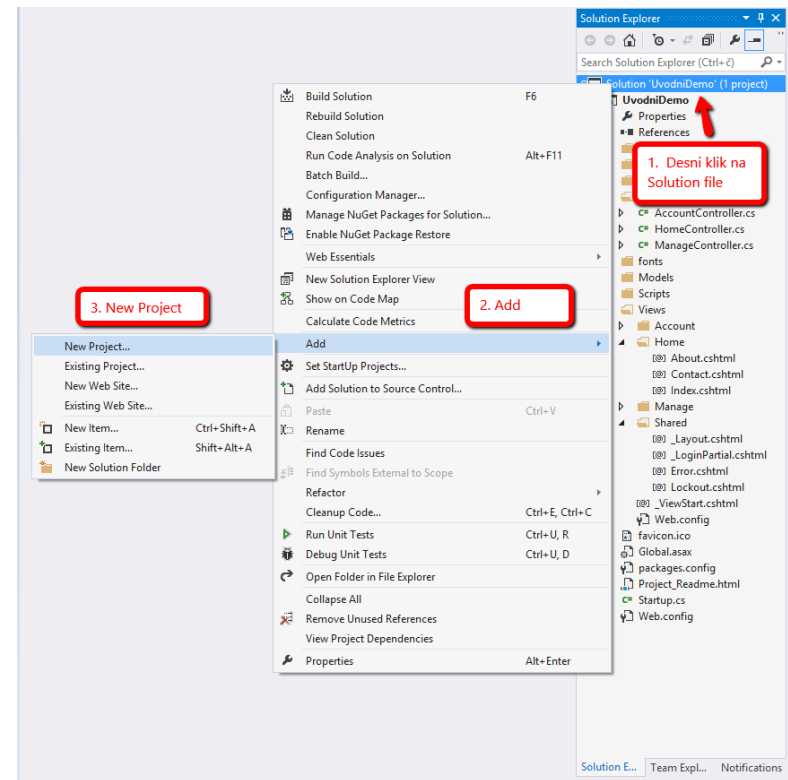 Solution Explorer
Search Solution Explorer (Ctrl+č)
Solution 'UvodniDemo' (1 project)
UvodniDemo
Properties
References
1. Desni klik na
Solution file
AccountController.cs
HomeController.cs
ManageController.cs
fonts
Models
Scripts
Views
Account
Home
About.cshtml
Contact.cshtml
Index.cshtml
Manage
Shared
_Layout.cshtml
_LoginPartial.cshtml
Error.cshtml
Lockout.cshtml
_ViewStart.cshtml
Web.config
favicon.ico
Global.asax
packages.config
Project_Readme.html
Startup.cs
Web.config
Solution E... Team Expl... Notifications
Build Solution F6
Rebuild Solution
Clean Solution
Run Code Analysis on Solution Alt+F11
Batch Build...
Configuration Manager...
Manage NuGet Packages for Solution...
Enable NuGet Package Restore
Web Essentials
New Solution Explorer View
Show on Code Map
Calculate Code Metrics
2. Add
Add
Set StartUp Projects...
Add Solution to Source Control...
Paste Ctrl+V
Rename
Find Code Issues
Find Symbols External to Scope
Refactor
Cleanup Code... Ctrl+E, Ctrl+C
Run Unit Tests Ctrl+U, R
Debug Unit Tests Ctrl+U, D
Open Folder in File Explorer
Collapse All
Remove Unused References
View Project Dependencies
Properties Alt+Enter
3. New Project
New Project...
Existing Project...
New Web Site...
Existing Web Site...
New Item... Ctrl+Shift+A
Existing Item... Shift+Alt+A
New Solution Folder